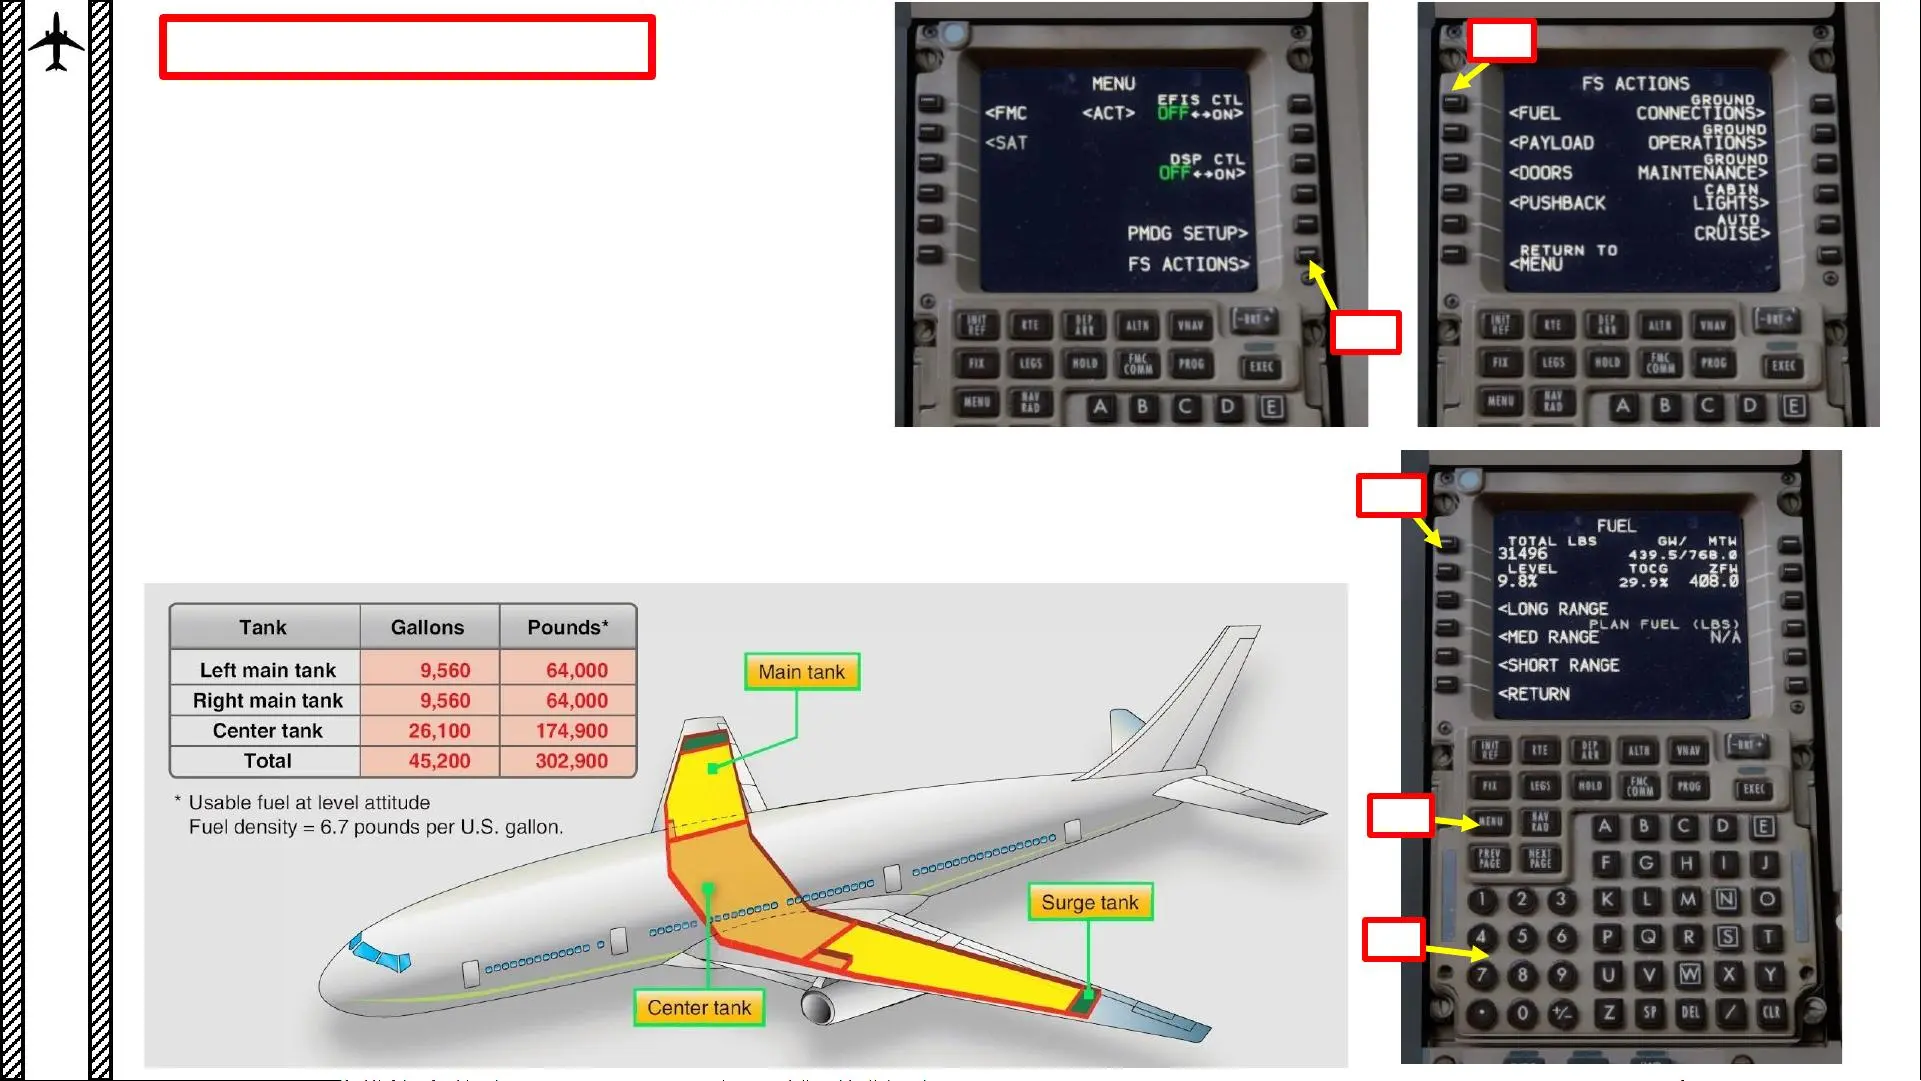 MENU
<FMC <ACT> EFIS CTL
OFF↔ON>
<SAT
DSP CTL
OFF↔ON>
PMDG SETUP>
FS ACTIONS>
INIT REF RTE DEP ARR ALTN VNAV -BRT+
FIX LEGS HOLD FMC COMM PROG EXEC
MENU NAV RAD A B C D E
FS ACTIONS
<FUEL GROUND CONNECTIONS>
<PAYLOAD GROUND OPERATIONS>
<DOORS GROUND MAINTENANCE>
<PUSHBACK CABIN LIGHTS>
AUTO CRUISE>
RETURN TO
<MENU
INIT REF RTE DEP ARR ALTN VNAV -BRT+
FIX LEGS HOLD FMC COMM PROG EXEC
MENU NAV RAD A B C D E
FUEL
TOTAL LBS GW/ MTW
31496 439.5/768.0
LEVEL TOCG ZFW
9.8% 29.9% 408.0
<LONG RANGE
PLAN FUEL (LBS)
<MED RANGE N/A
<SHORT RANGE
<RETURN
INIT REF RTE DEP ARR ALTN VNAV -BRT+
FIX LEGS HOLD FMC COMM PROG EXEC
MENU NAV RAD A B C D E
PREV PAGE NEXT PAGE F G H I J
1 2 3 K L M N O
4 5 6 P Q R S T
7 8 9 U V W X Y
. 0 +/- Z SP DEL / CLR
Tank Gallons Pounds*
Left main tank 9,560 64,000
Right main tank 9,560 64,000
Center tank 26,100 174,900
Total 45,200 302,900
* Usable fuel at level attitude
Fuel density = 6.7 pounds per U.S. gallon.
Main tank
Surge tank
Center tank